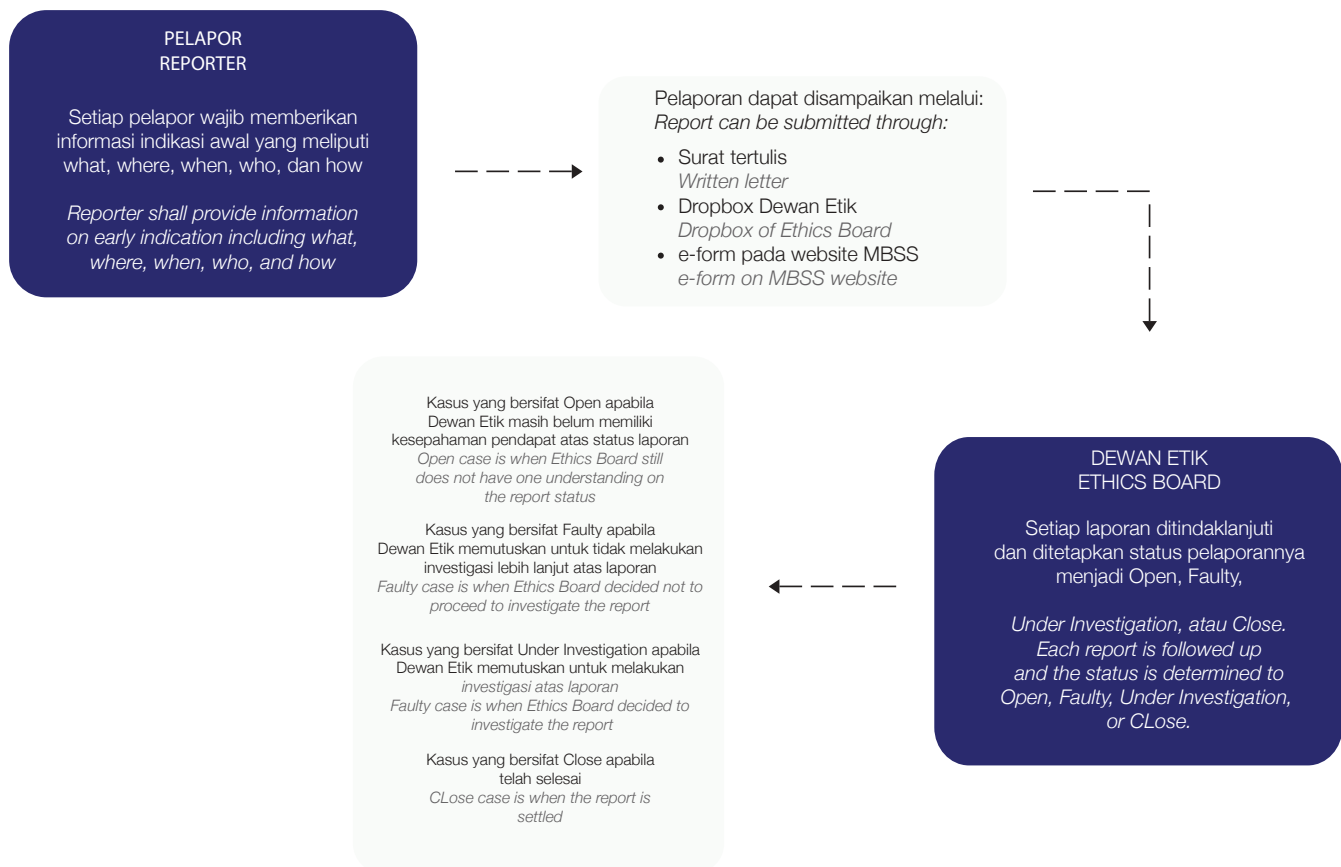 PELAPOR
REPORTER
Setiap pelapor wajib memberikan
informasi indikasi awal yang meliputi
what, where, when, who, dan how
Reporter shall provide information
on early indication including what,
where, when, who, and how
Pelaporan dapat disampaikan melalui:
Report can be submitted through:
• Surat tertulis
Written letter
• Dropbox Dewan Etik
Dropbox of Ethics Board
• e-form pada website MBSS
e-form on MBSS website
DEWAN ETIK
ETHICS BOARD
Setiap laporan ditindaklanjuti
dan ditetapkan status pelaporannya
menjadi Open, Faulty,
Under Investigation, atau Close.
Each report is followed up
and the status is determined to
Open, Faulty, Under Investigation,
or CLose.
Kasus yang bersifat Open apabila
Dewan Etik masih belum memiliki
kesepahaman pendapat atas status laporan
Open case is when Ethics Board still
does not have one understanding on
the report status
Kasus yang bersifat Faulty apabila
Dewan Etik memutuskan untuk tidak melakukan
investigasi lebih lanjut atas laporan
Faulty case is when Ethics Board decided not to
proceed to investigate the report
Kasus yang bersifat Under Investigation apabila
Dewan Etik memutuskan untuk melakukan
investigasi atas laporan
Faulty case is when Ethics Board decided to
investigate the report
Kasus yang bersifat Close apabila
telah selesai
CLose case is when the report is
settled